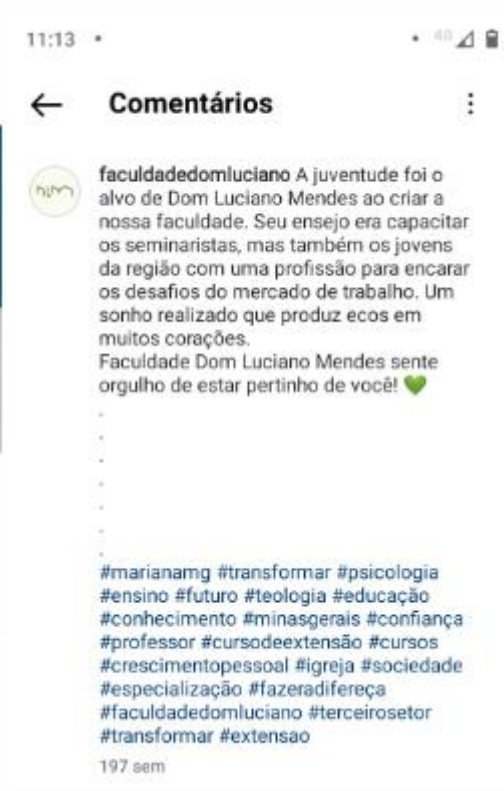 11:13
4G
Comentários
faculdadedomluciano A juventude foi o
alvo de Dom Luciano Mendes ao criar a
nossa faculdade. Seu ensejo era capacitar
os seminaristas, mas também os jovens
da região com uma profissão para encarar
os desafios do mercado de trabalho. Um
sonho realizado que produz ecos em
muitos corações.
Faculdade Dom Luciano Mendes sente
orgulho de estar pertinho de você! 💚
.
.
.
.
.
.
.
#marianamg #transformar #psicologia
#ensino #futuro #teologia #educação
#conhecimento #minasgerais #confiança
#professor #cursodeextensão #cursos
#crescimentopessoal #igreja #sociedade
#especialização #fazeradifereça
#faculdadedomluciano #terceirosetor
#transformar #extensao
197 sem